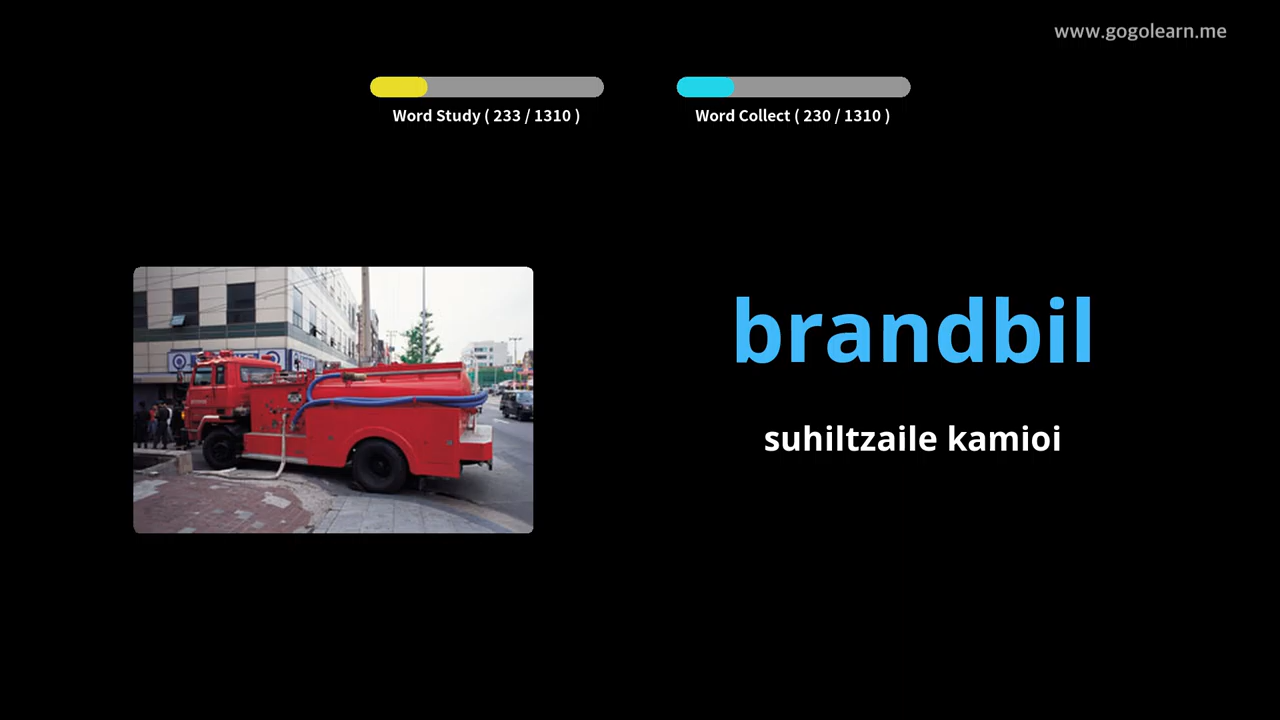 www.gogolearn.me
Word Study ( 233 / 1310 )
Word Collect ( 230 / 1310 )
brandbil
suhiltzaile kamioi